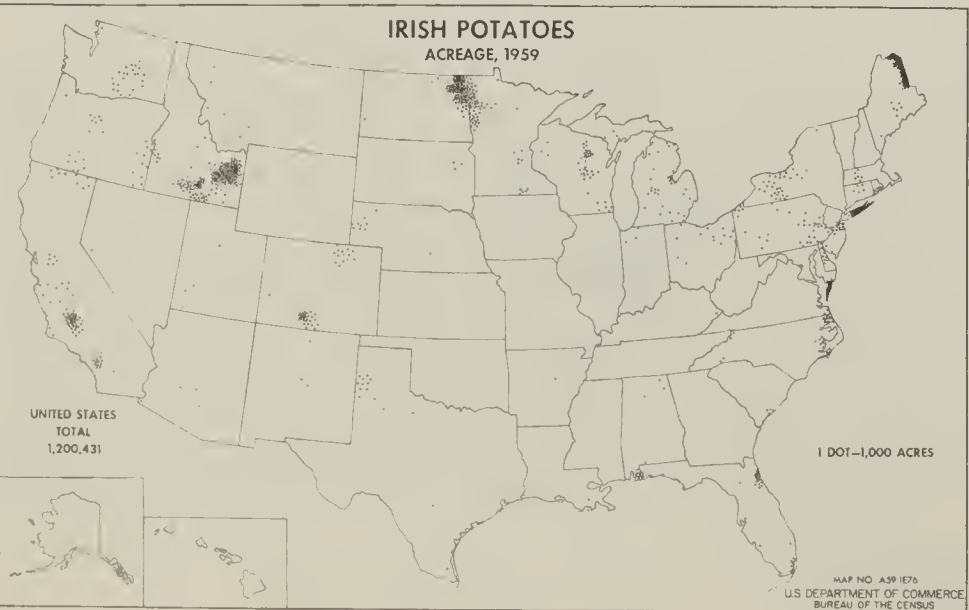 IRISH POTATOES
ACREAGE, 1959
UNITED STATES
TOTAL
1,200,431
1 DOT—1,000 ACRES
MAP NO. A59 1E76
U.S. DEPARTMENT OF COMMERCE
BUREAU OF THE CENSUS